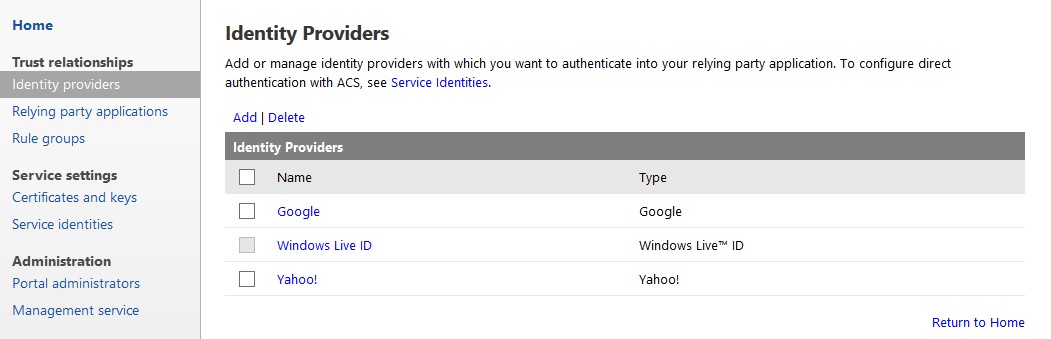 Home
Trust relationships
Identity providers
Relying party applications
Rule groups
Service settings
Certificates and keys
Service identities
Administration
Portal administrators
Management service
Identity Providers
Add or manage identity providers with which you want to authenticate into your relying party application. To configure direct
authentication with ACS, see Service Identities.
Add | Delete
Identity Providers
Name Type
Google Google
Windows Live ID Windows Live™ ID
Yahoo! Yahoo!
Return to Home